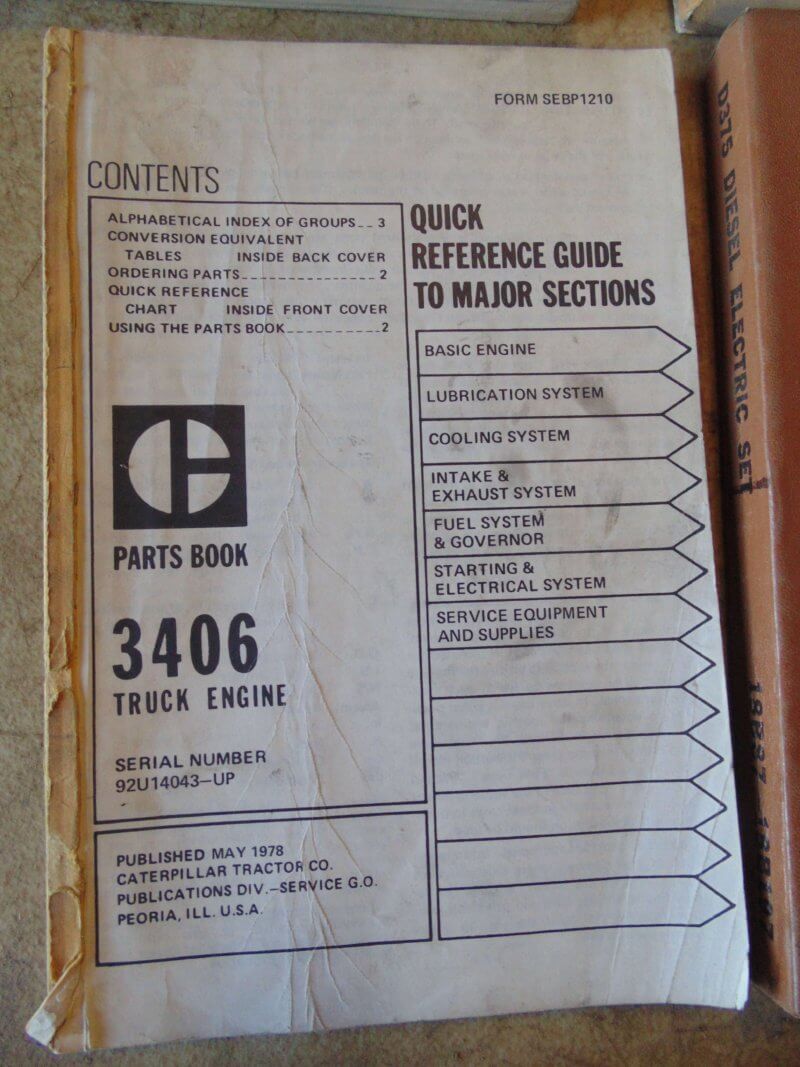 FORM SEBP1210
CONTENTS
ALPHABETICAL INDEX OF GROUPS__3
CONVERSION EQUIVALENT
TABLES INSIDE BACK COVER
ORDERING PARTS_______________2
QUICK REFERENCE
CHART INSIDE FRONT COVER
USING THE PARTS BOOK__________2
PARTS BOOK
3406
TRUCK ENGINE
SERIAL NUMBER
92U14043-UP
PUBLISHED MAY 1978
CATERPILLAR TRACTOR CO.
PUBLICATIONS DIV.-SERVICE G.O.
PEORIA, ILL. U.S.A.
QUICK
REFERENCE GUIDE
TO MAJOR SECTIONS
BASIC ENGINE
LUBRICATION SYSTEM
COOLING SYSTEM
INTAKE &
EXHAUST SYSTEM
FUEL SYSTEM
& GOVERNOR
STARTING &
ELECTRICAL SYSTEM
SERVICE EQUIPMENT
AND SUPPLIES
D375 DIESEL ELECTRIC SET